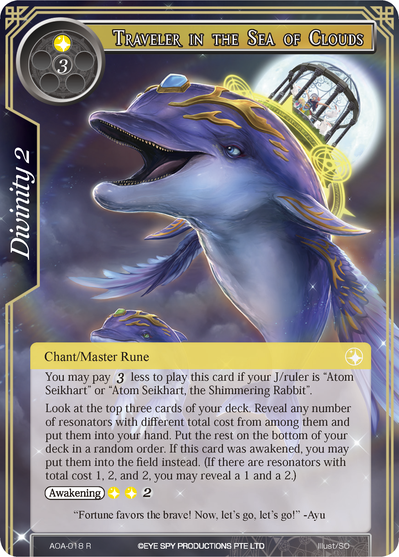 Traveler in the Sea of Clouds
3
Divinity 2
Chant/Master Rune
You may pay 3 less to play this card if your J/ruler is “Atom
Seikhart” or “Atom Seikhart, the Shimmering Rabbit”.
Look at the top three cards of your deck. Reveal any number
of resonators with different total cost from among them and
put them into your hand. Put the rest on the bottom of your
deck in a random order. If this card was awakened, you may
put them into the field instead. (If there are resonators with
total cost 1, 2, and 2, you may reveal a 1 and a 2.)
Awakening 2
“Fortune favors the brave! Now, let’s go, let’s go!” -Ayu
AOA-018 R ©EYE SPY PRODUCTIONS PTE LTD Illust/SO